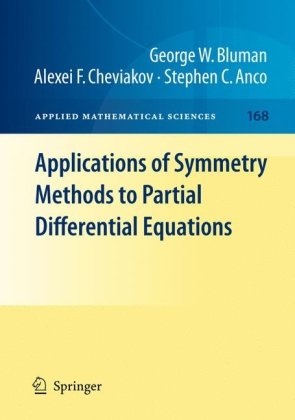 George W. Bluman
Alexei F. Cheviakov · Stephen C. Anco
APPLIED MATHEMATICAL SCIENCES 168
Applications of Symmetry
Methods to Partial
Differential Equations
Springer